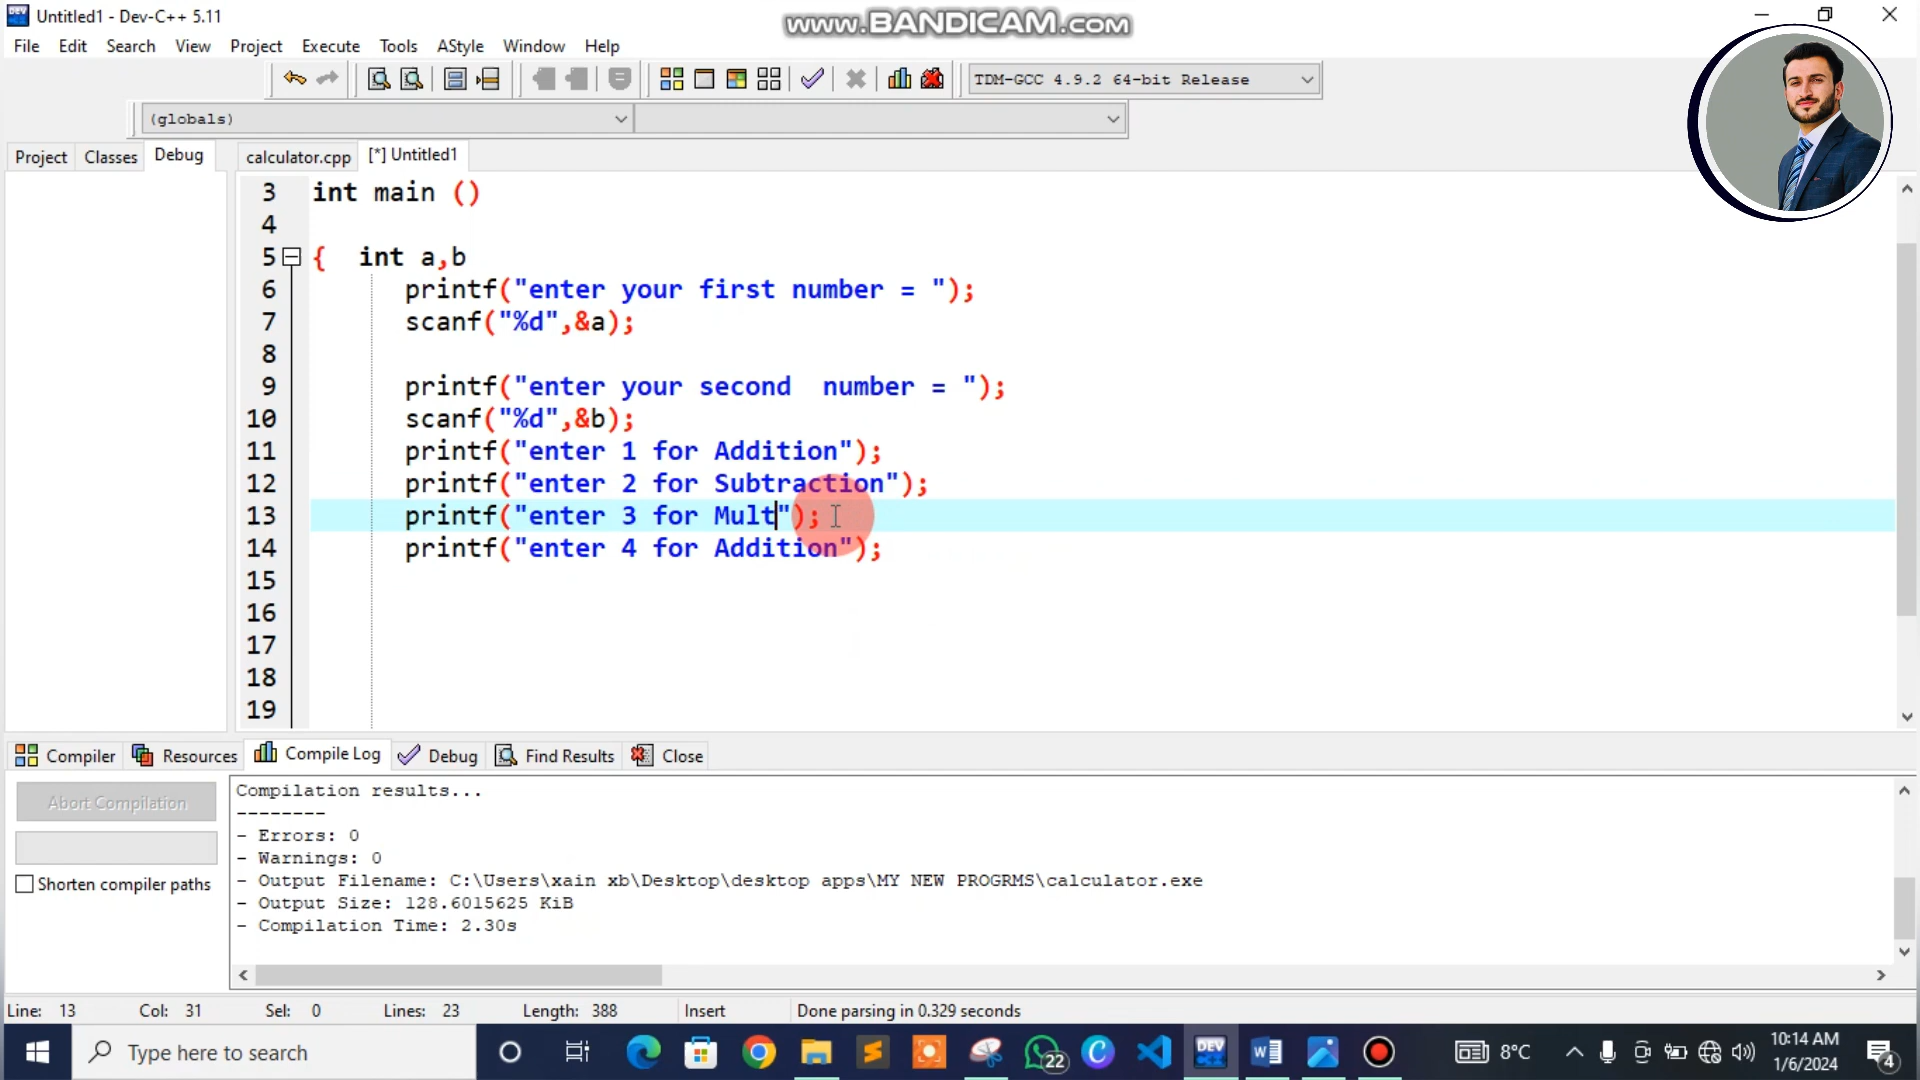 Untitled1 - Dev-C++ 5.11
www.BANDICAM.com
File Edit Search View Project Execute Tools AStyle Window Help
TDM-GCC 4.9.2 64-bit Release
(globals)
Project Classes Debug calculator.cpp [*] Untitled1
3 int main ()
4
5 { int a,b
6 printf("enter your first number = ");
7 scanf("%d",&a);
8
9 printf("enter your second  number = ");
10 scanf("%d",&b);
11 printf("enter 1 for Addition");
12 printf("enter 2 for Subtraction");
13 printf("enter 3 for Mult");
14 printf("enter 4 for Addition");
15
16
17
18
19
Compiler Resources Compile Log Debug Find Results Close
Abort Compilation
Shorten compiler paths
Compilation results...
--------
- Errors: 0
- Warnings: 0
- Output Filename: C:\Users\xain xb\Desktop\desktop apps\MY NEW PROGRMS\calculator.exe
- Output Size: 128.6015625 KiB
- Compilation Time: 2.30s
Line: 13 Col: 31 Sel: 0 Lines: 23 Length: 388 Insert Done parsing in 0.329 seconds
Type here to search
22
DEV
8°C
10:14 AM
1/6/2024
4